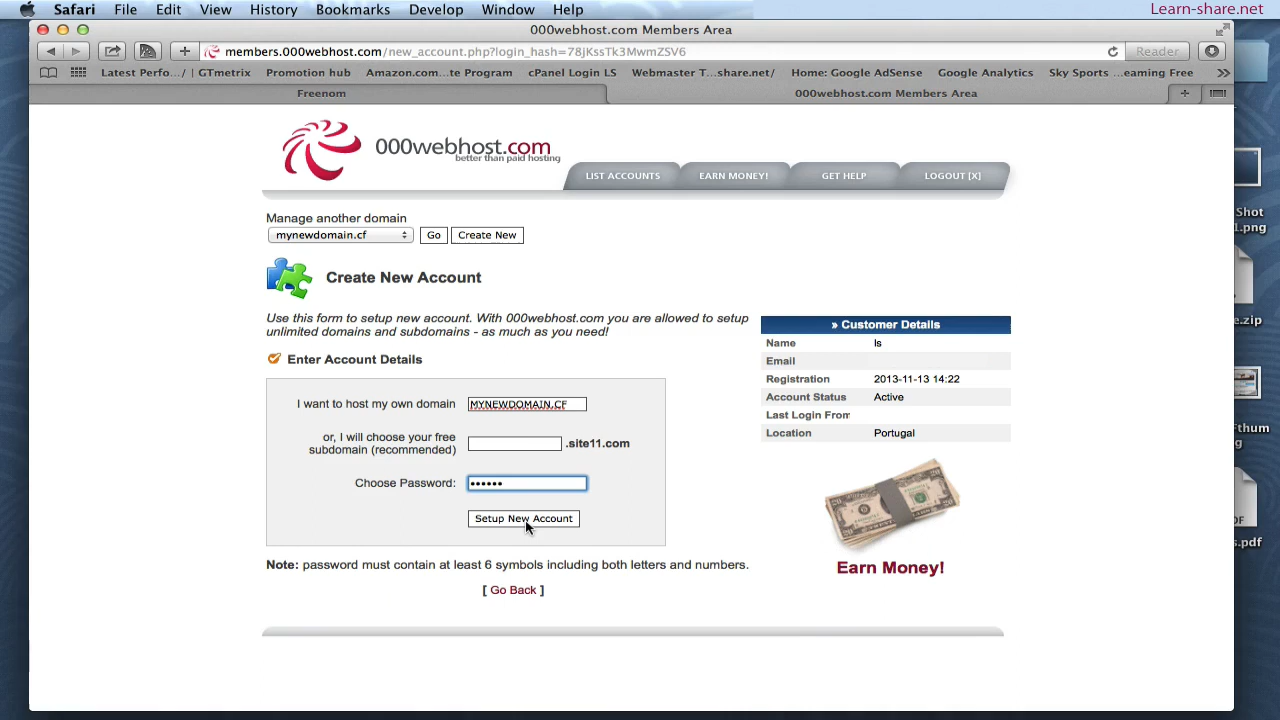 Safari File Edit View History Bookmarks Develop Window Help
Learn-share.net
000webhost.com Members Area
members.000webhost.com/new_account.php?login_hash=78jKssTk3MwmZSV6
Reader
Latest Perfo.../ | GTmetrix Promotion hub Amazon.com...te Program cPanel Login LS Webmaster T...share.net/ Home: Google AdSense Google Analytics Sky Sports ...eaming Free
Freenom
000webhost.com Members Area
000webhost.com
better than paid hosting
LIST ACCOUNTS EARN MONEY! GET HELP LOGOUT [X]
Manage another domain
mynewdomain.cf Go Create New
Create New Account
Use this form to setup new account. With 000webhost.com you are allowed to setup
unlimited domains and subdomains - as much as you need!
Enter Account Details
I want to host my own domain MYNEWDOMAIN.CF
or, I will choose your free
subdomain (recommended) .site11.com
Choose Password: ••••••
Setup New Account
Note: password must contain at least 6 symbols including both letters and numbers.
[ Go Back ]
» Customer Details
Name ls
Email
Registration 2013-11-13 14:22
Account Status Active
Last Login From
Location Portugal
Earn Money!
Shot
1.png
e.zip
Fthum
g
DF
s.pdf